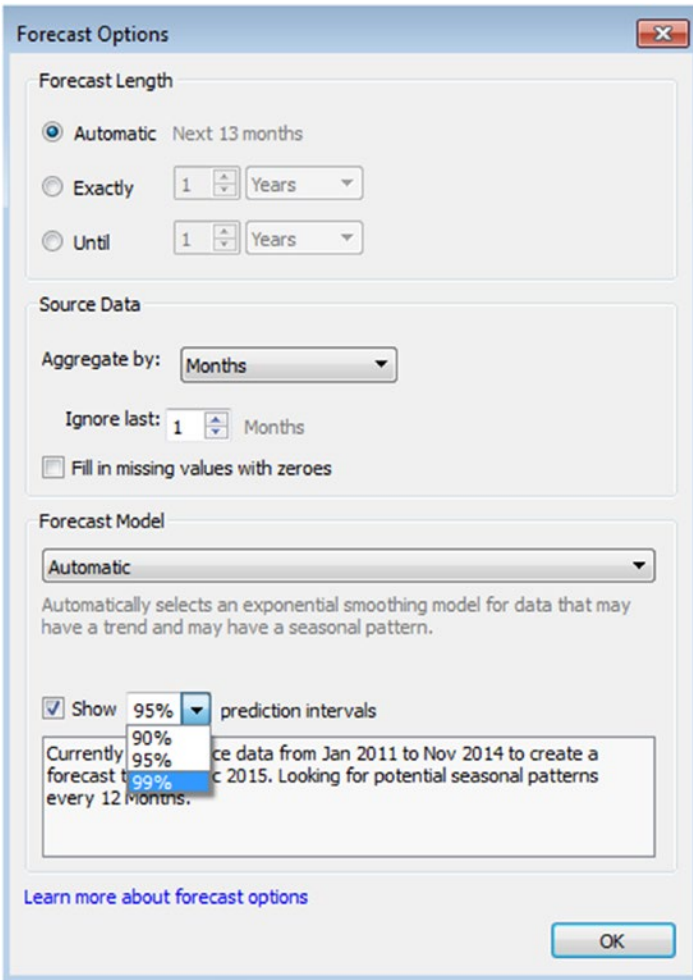 Forecast Options
Forecast Length
Automatic Next 13 months
Exactly 1 Years
Until 1 Years
Source Data
Aggregate by: Months
Ignore last: 1 Months
Fill in missing values with zeroes
Forecast Model
Automatic
Automatically selects an exponential smoothing model for data that may
have a trend and may have a seasonal pattern.
Show 95% prediction intervals
90%
95%
99%
Currently ce data from Jan 2011 to Nov 2014 to create a
forecast c 2015. Looking for potential seasonal patterns
every 12 Months.
Learn more about forecast options
OK